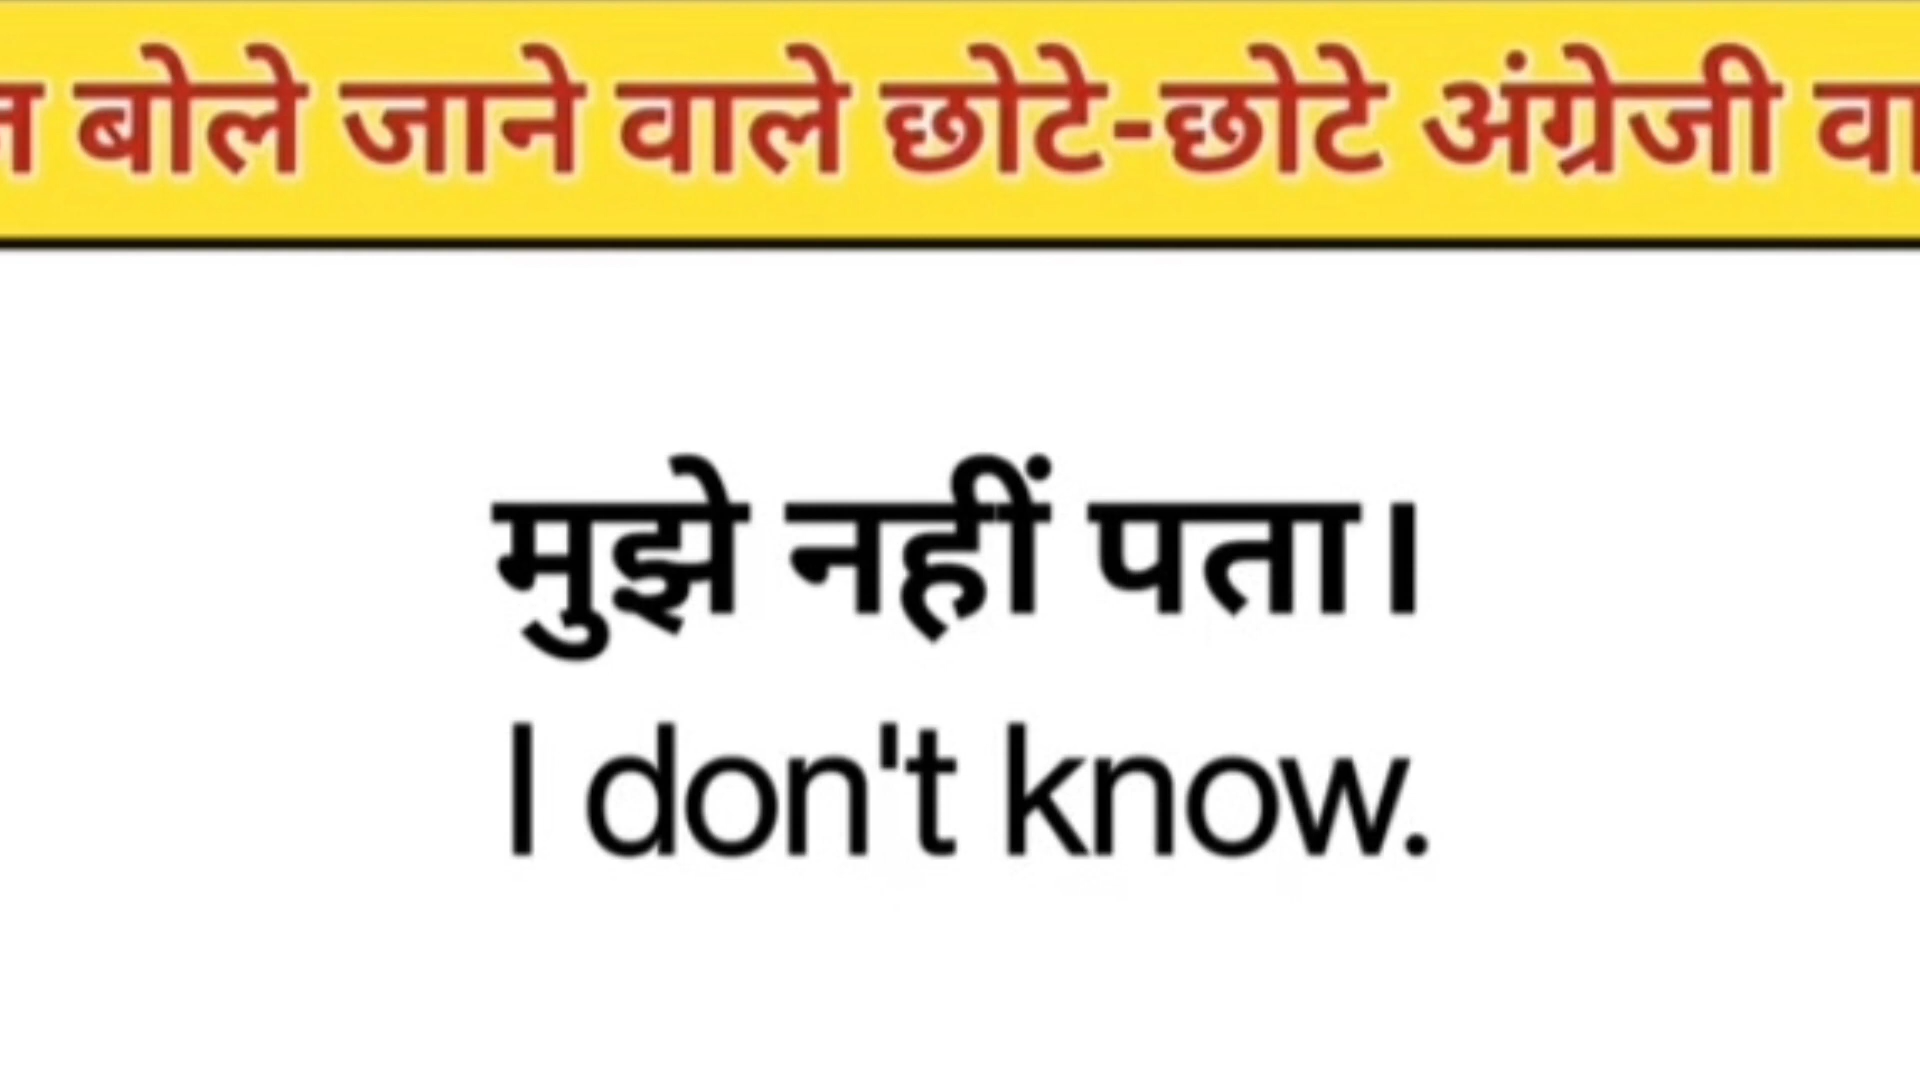 बोले जाने वाले छोटे-छोटे अंग्रेजी
मुझे नहीं पता।
I don't know.